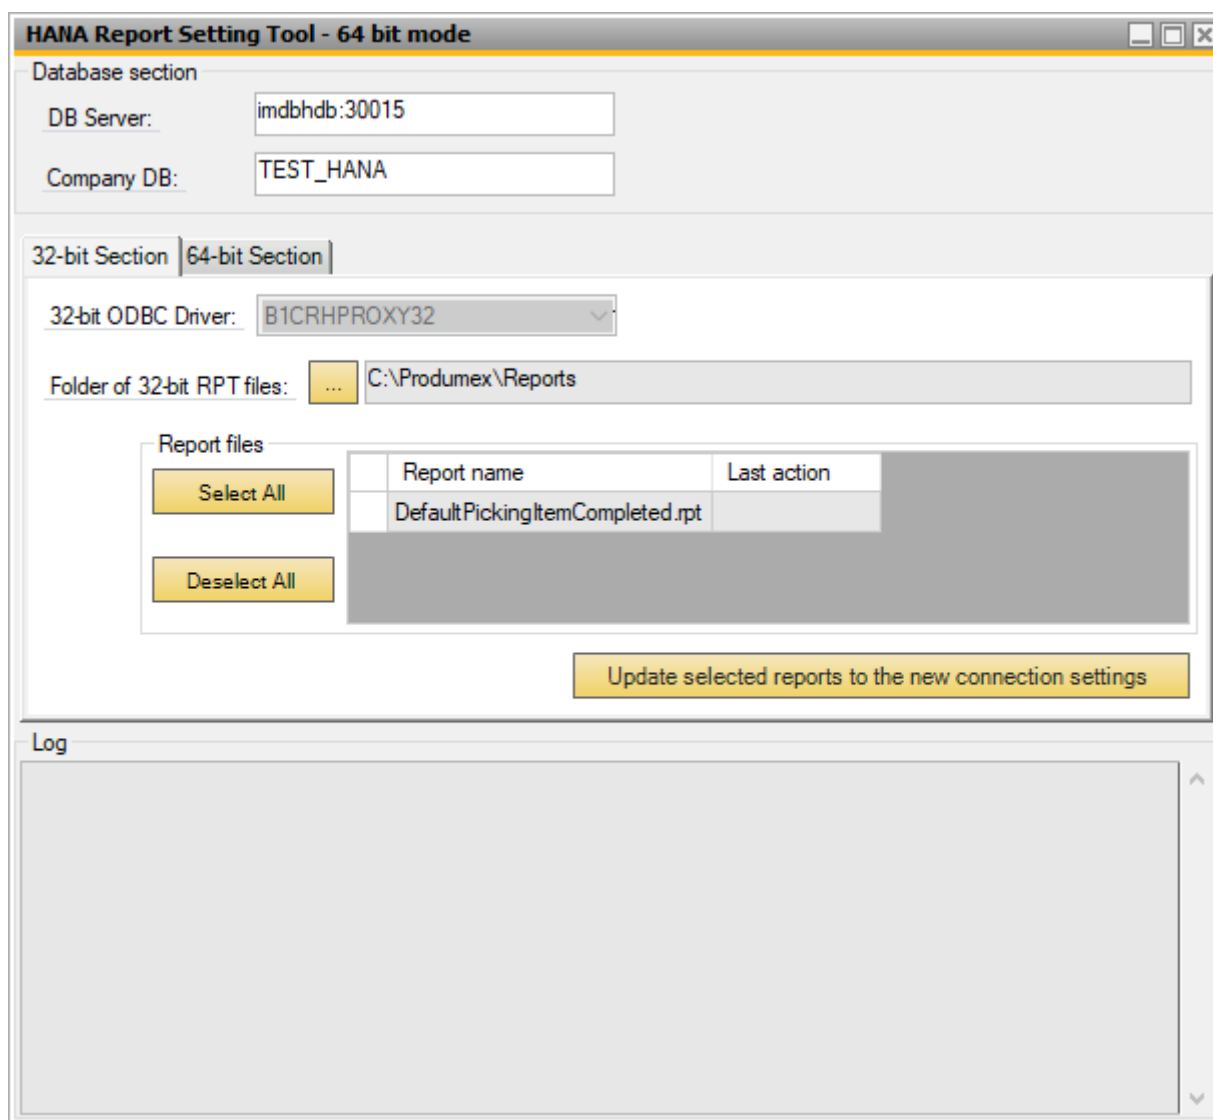 HANA Report Setting Tool - 64 bit mode
Database section
DB Server: imdbhdb:30015
Company DB: TEST_HANA
32-bit Section 64-bit Section
32-bit ODBC Driver: B1CRHPROXY32
Folder of 32-bit RPT files: ... C:\Produmex\Reports
Report files
Select All
Report name Last action
DefaultPickingItemCompleted.rpt
Deselect All
Update selected reports to the new connection settings
Log